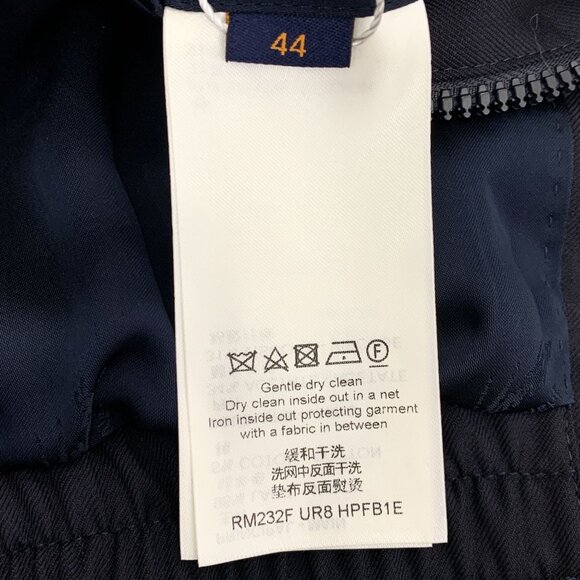 44
F
Gentle dry clean
Dry clean inside out in a net
Iron inside out protecting garment
with a fabric in between
缓和干洗
洗网中反面干洗
垫布反面熨烫
RM232F UR8 HPFB1E